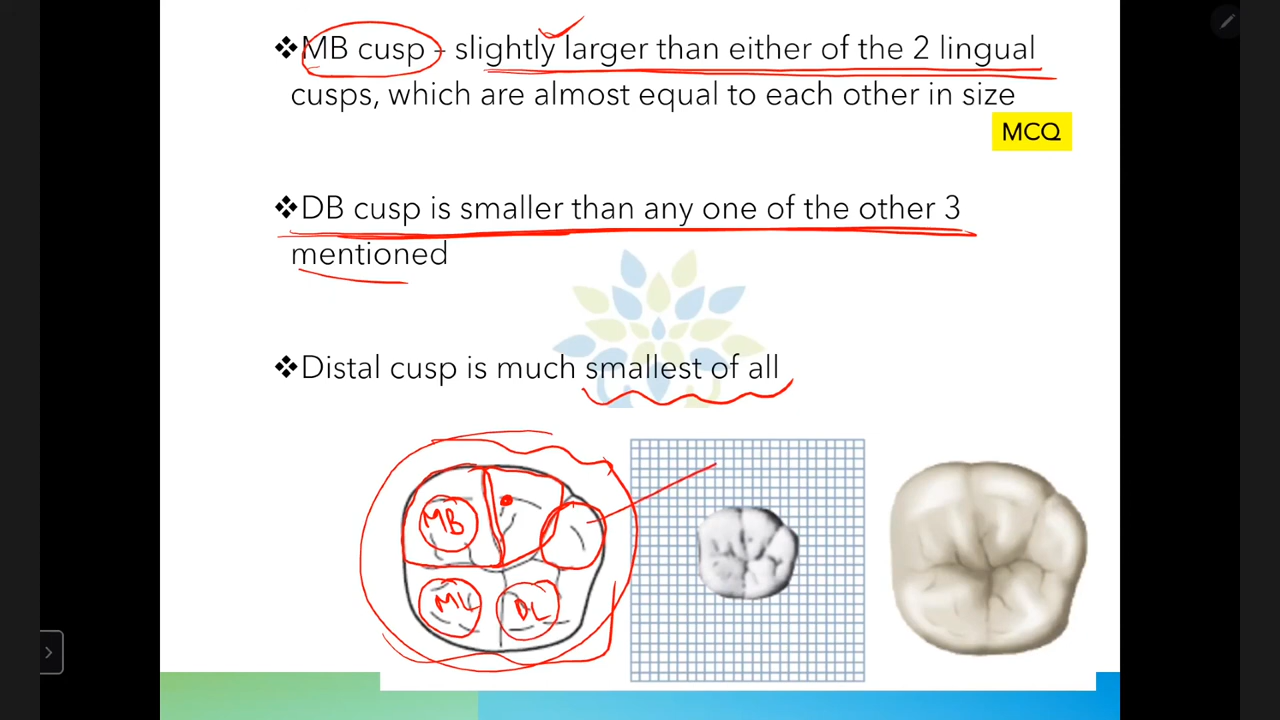 ❖MB cusp – slightly larger than either of the 2 lingual
cusps, which are almost equal to each other in size
MCQ
❖DB cusp is smaller than any one of the other 3
mentioned
❖Distal cusp is much smallest of all
MB
ML
DL